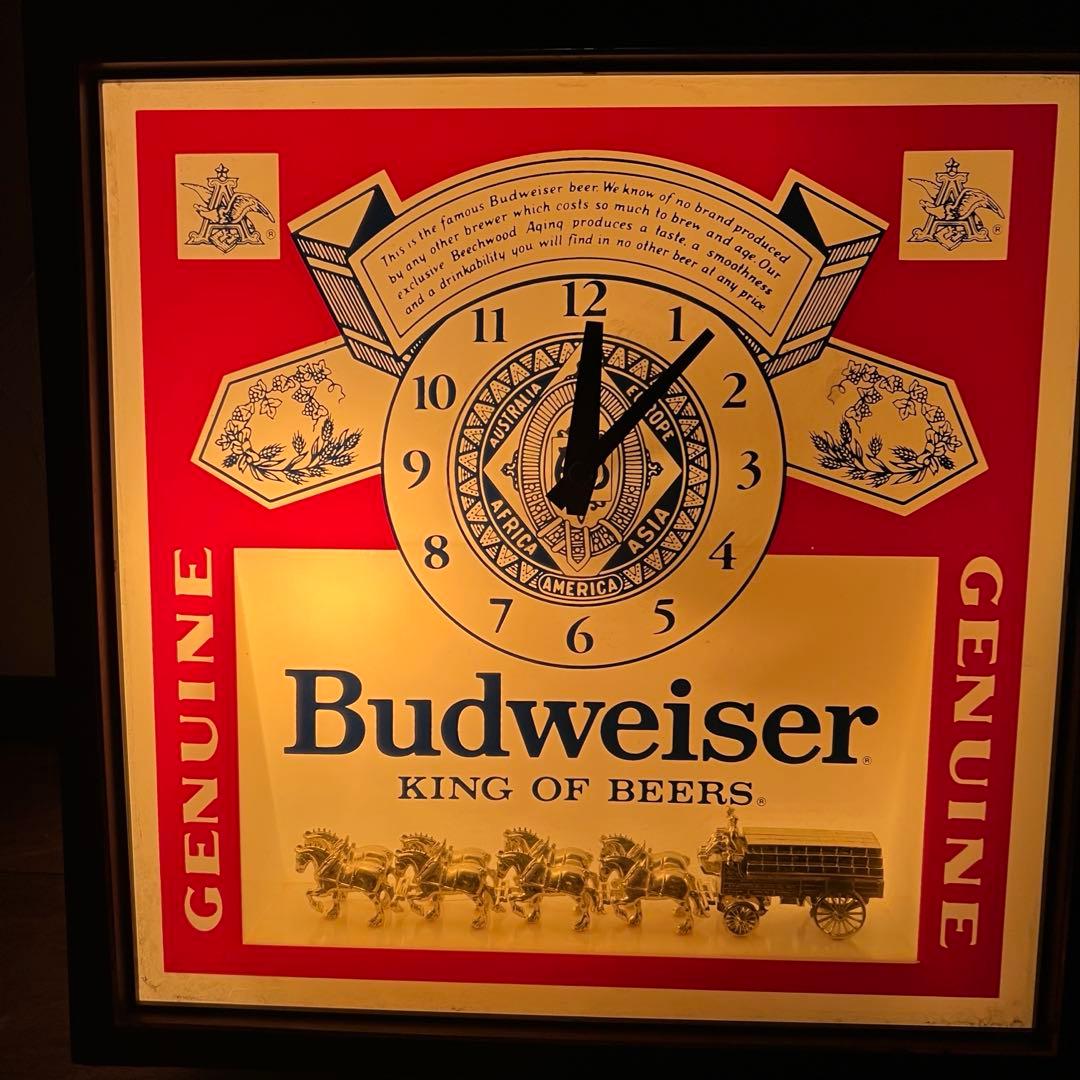 This is the famous Budweiser beer. We know of no brand produced
by any other brewer which costs so much to brew and age. Our
exclusive Beechwood Aging produces a taste, a smoothness
and a drinkability you will find in no other beer at any price.
12
11
1
10
2
9
3
8
4
7
5
6
AUSTRALIA
EUROPE
AFRICA
ASIA
AMERICA
GENUINE
GENUINE
Budweiser®
KING OF BEERS®